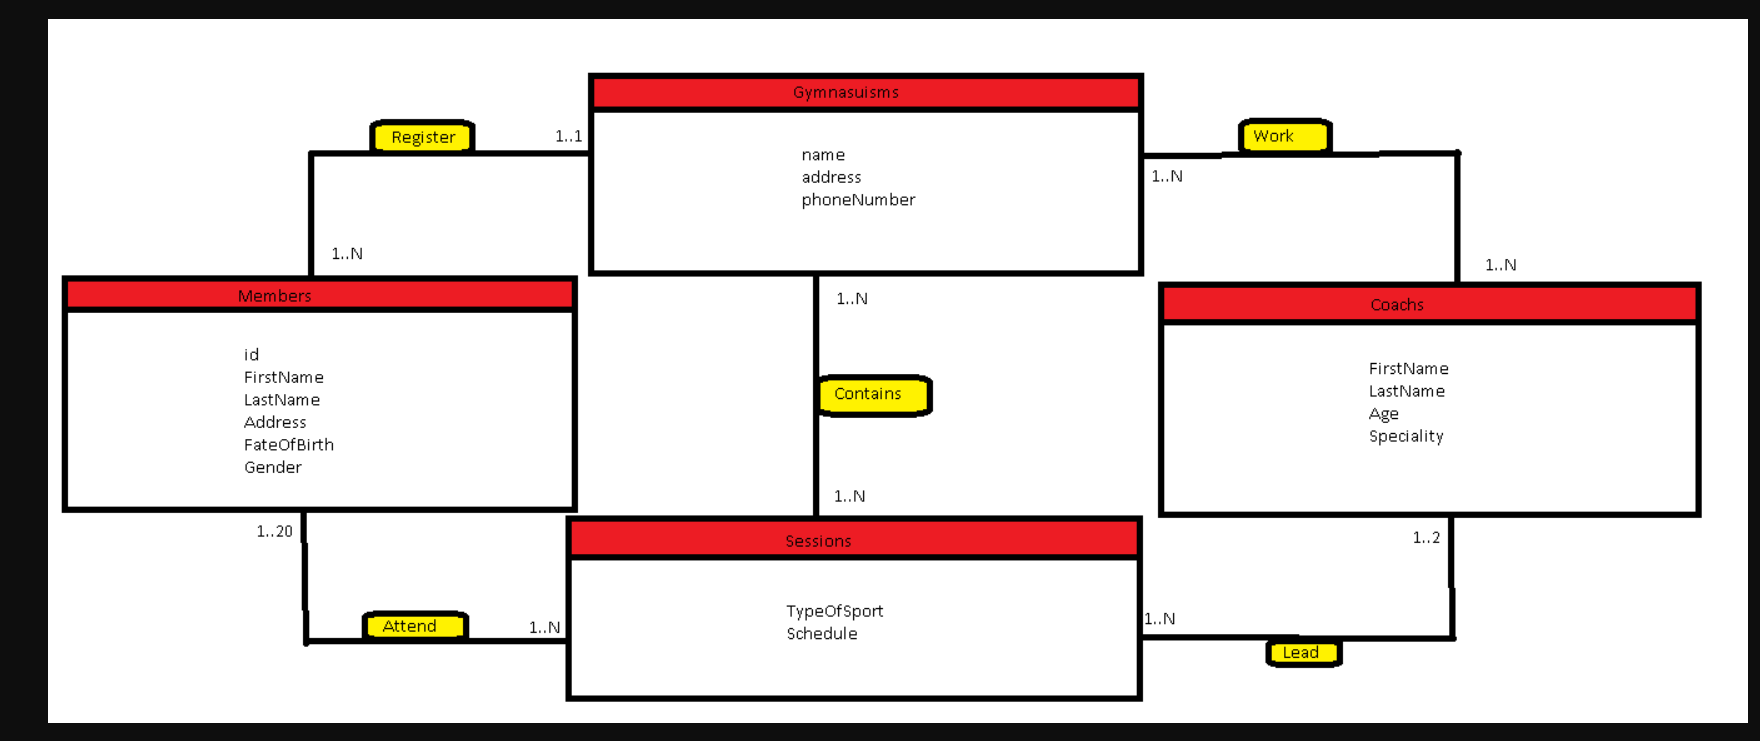 Gymnasuisms
name
address
phoneNumber
Register
1..1
1..N
Work
1..N
1..N
Members
id
FirstName
LastName
Address
FateOfBirth
Gender
1..N
Contains
1..N
Coachs
FirstName
LastName
Age
Speciality
1..20
Attend
1..N
Sessions
TypeOfSport
Schedule
1..2
1..N
Lead